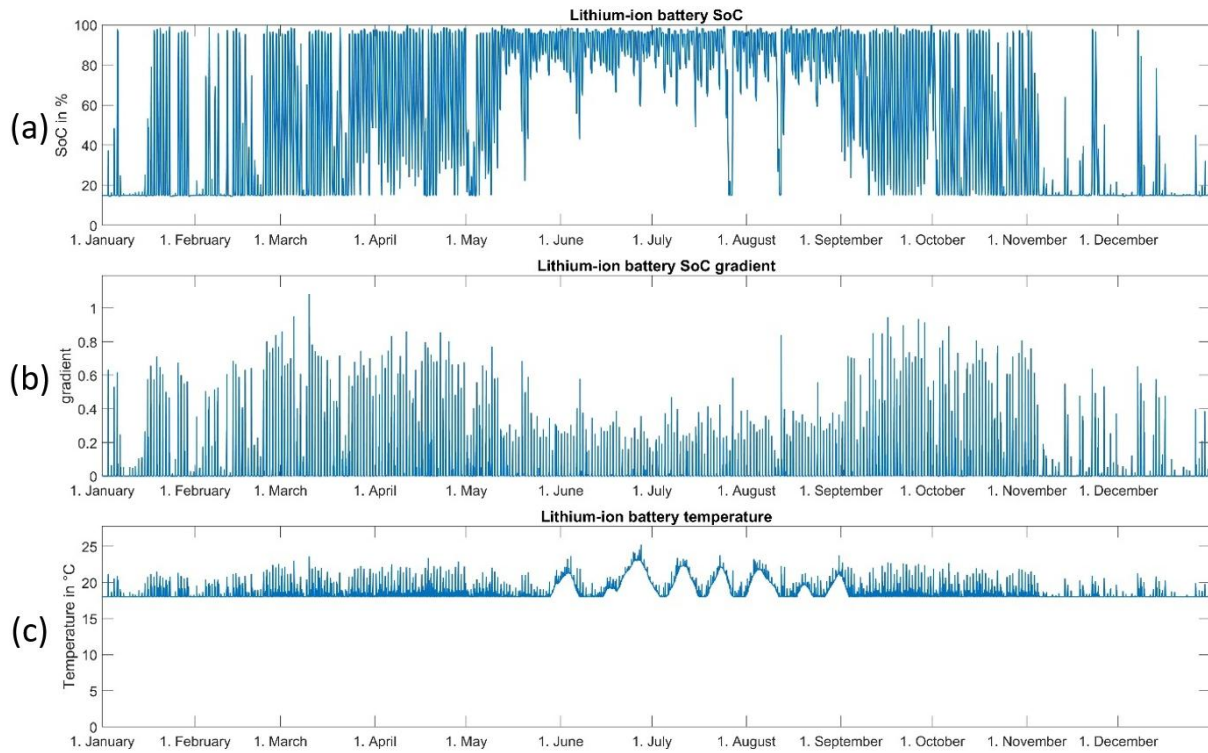 Lithium-ion battery SoC
(a)
SoC in %
100
80
60
40
20
0
1. January 1. February 1. March 1. April 1. May 1. June 1. July 1. August 1. September 1. October 1. November 1. December
Lithium-ion battery SoC gradient
(b)
gradient
1
0.8
0.6
0.4
0.2
0
1. January 1. February 1. March 1. April 1. May 1. June 1. July 1. August 1. September 1. October 1. November 1. December
Lithium-ion battery temperature
(c)
Temperature in °C
25
20
15
10
5
0
1. January 1. February 1. March 1. April 1. May 1. June 1. July 1. August 1. September 1. October 1. November 1. December